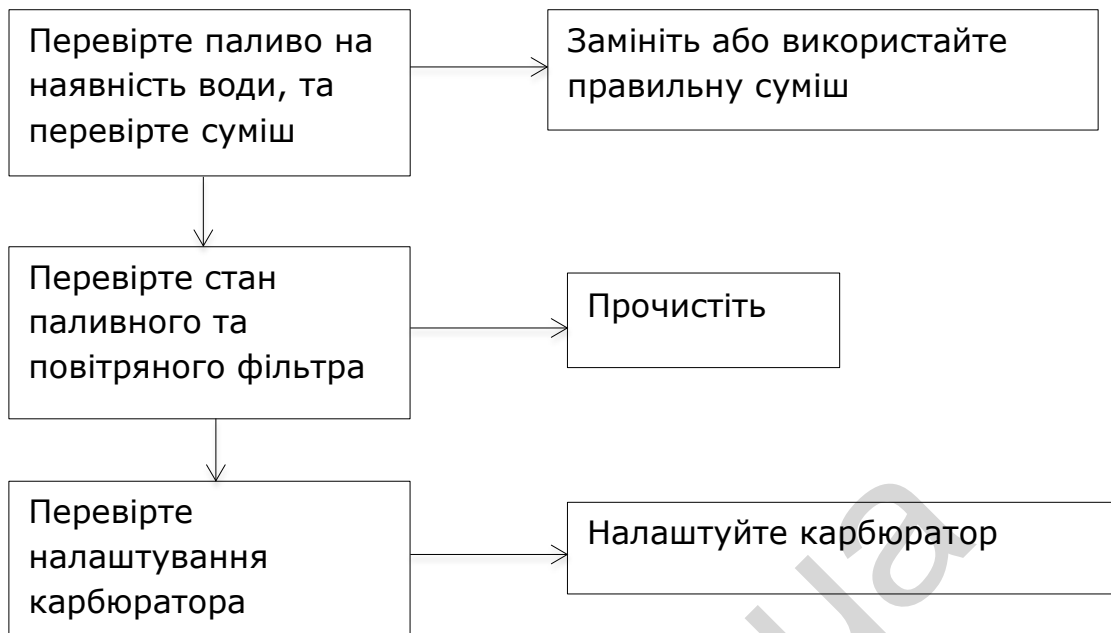 Перевірте паливо на
наявність води, та
перевірте суміш
Замініть або використайте
правильну суміш
Перевірте стан
паливного та
повітряного фільтра
Прочистіть
Перевірте
налаштування
карбюратора
Налаштуйте карбюратор
ua